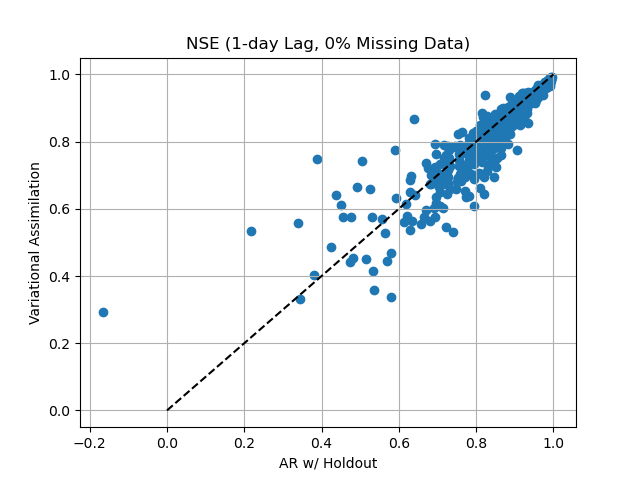 NSE (1-day Lag, 0% Missing Data)
1.0
0.8
0.6
0.4
0.2
0.0
Variational Assimilation
−0.2 0.0 0.2 0.4 0.6 0.8 1.0
AR w/ Holdout